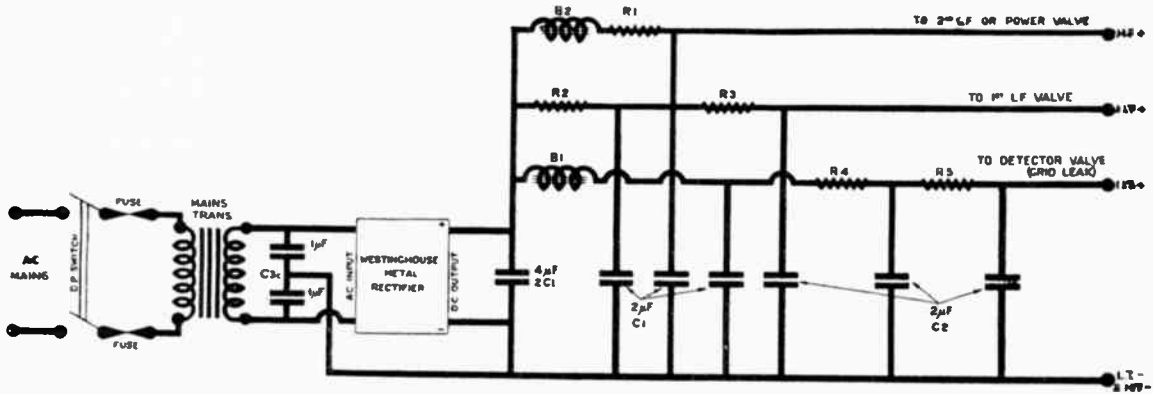 B2
R1
TO 2ND L.F OR POWER VALVE
R2
R3
TO 1ST LF VALVE
B1
R4
R5
TO DETECTOR VALVE
(GRID LEAK)
AC
MAINS
D.P. SWITCH
FUSE
FUSE
MAINS
TRANS
1µF
C3
1µF
AC INPUT
WESTINGHOUSE
METAL
RECTIFIER
DC OUTPUT
+
-
4µF
2C1
2µF
C1
2µF
C2